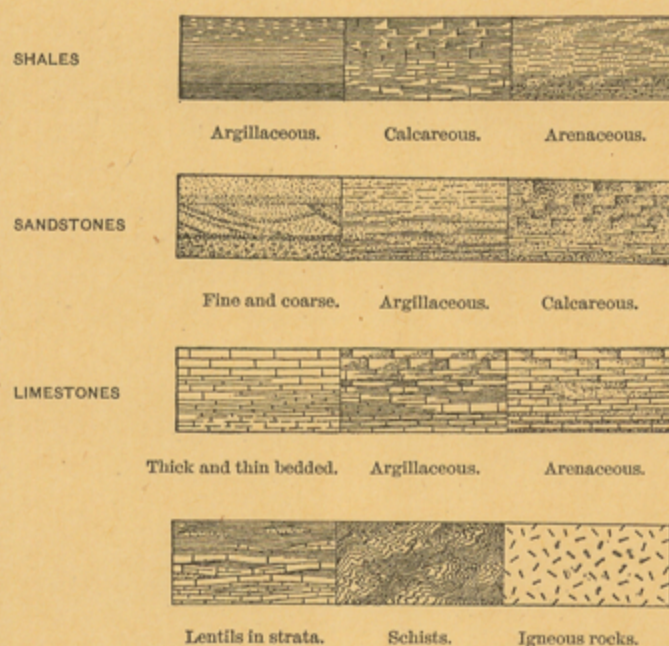 SHALES
Argillaceous. Calcareous. Arenaceous.
SANDSTONES
Fine and coarse. Argillaceous. Calcareous.
LIMESTONES
Thick and thin bedded. Argillaceous. Arenaceous.
Lentils in strata. Schists. Igneous rocks.